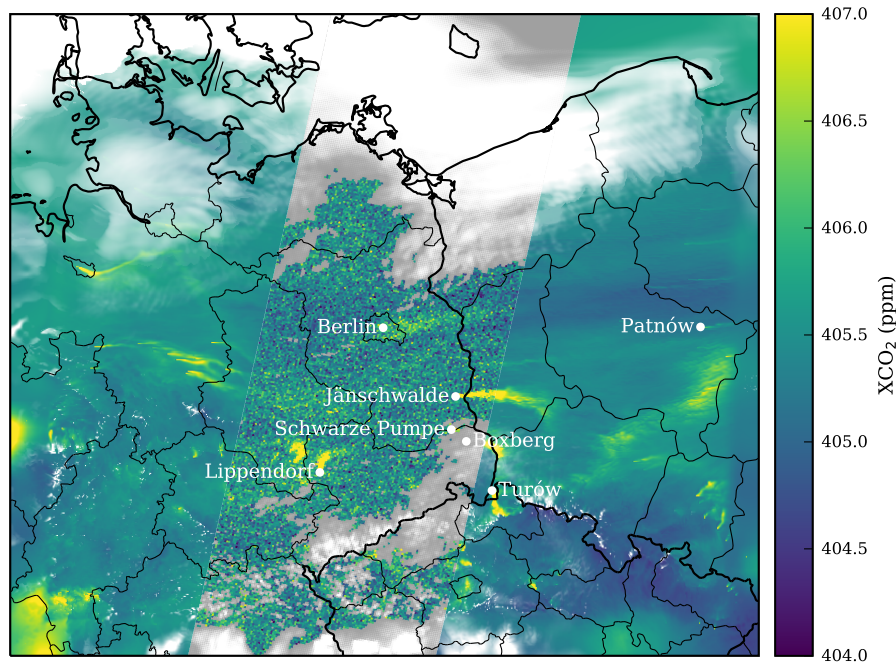 407.0
406.5
406.0
405.5
405.0
404.5
404.0
XCO2 (ppm)
Berlin
Patnów
Jänschwalde
Schwarze Pumpe
Boxberg
Lippendorf
Turów